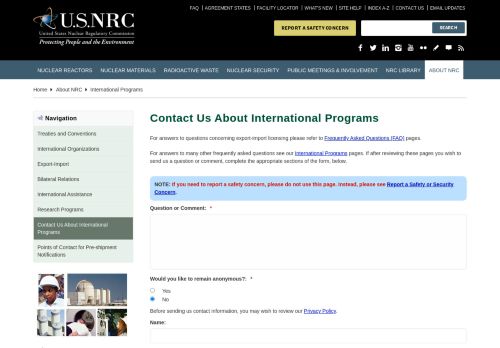 FAQ | AGREEMENT STATES | FACILITY LOCATOR | WHAT'S NEW | SITE HELP | INDEX A-Z | CONTACT US | EMAIL UPDATES
U.S.NRC
United States Nuclear Regulatory Commission
Protecting People and the Environment
REPORT A SAFETY CONCERN
SEARCH
NUCLEAR REACTORS NUCLEAR MATERIALS RADIOACTIVE WASTE NUCLEAR SECURITY PUBLIC MEETINGS & INVOLVEMENT NRC LIBRARY ABOUT NRC
Home About NRC International Programs
Navigation
Treaties and Conventions
International Organizations
Export-Import
Bilateral Relations
International Assistance
Research Programs
Contact Us About International
Programs
Points of Contact for Pre-shipment
Notifications
Contact Us About International Programs
For answers to questions concerning export-import licensing please refer to Frequently Asked Questions (FAQ) pages.
For answers to many other frequently asked questions see our International Programs pages. If after reviewing these pages you wish to
send us a question or comment, complete the appropriate sections of the form, below.
NOTE: If you need to report a safety concern, please do not use this page. Instead, please see Report a Safety or Security
Concern.
Question or Comment: *
Would you like to remain anonymous?: *
Yes
No
Before sending us contact information, you may wish to review our Privacy Policy.
Name: